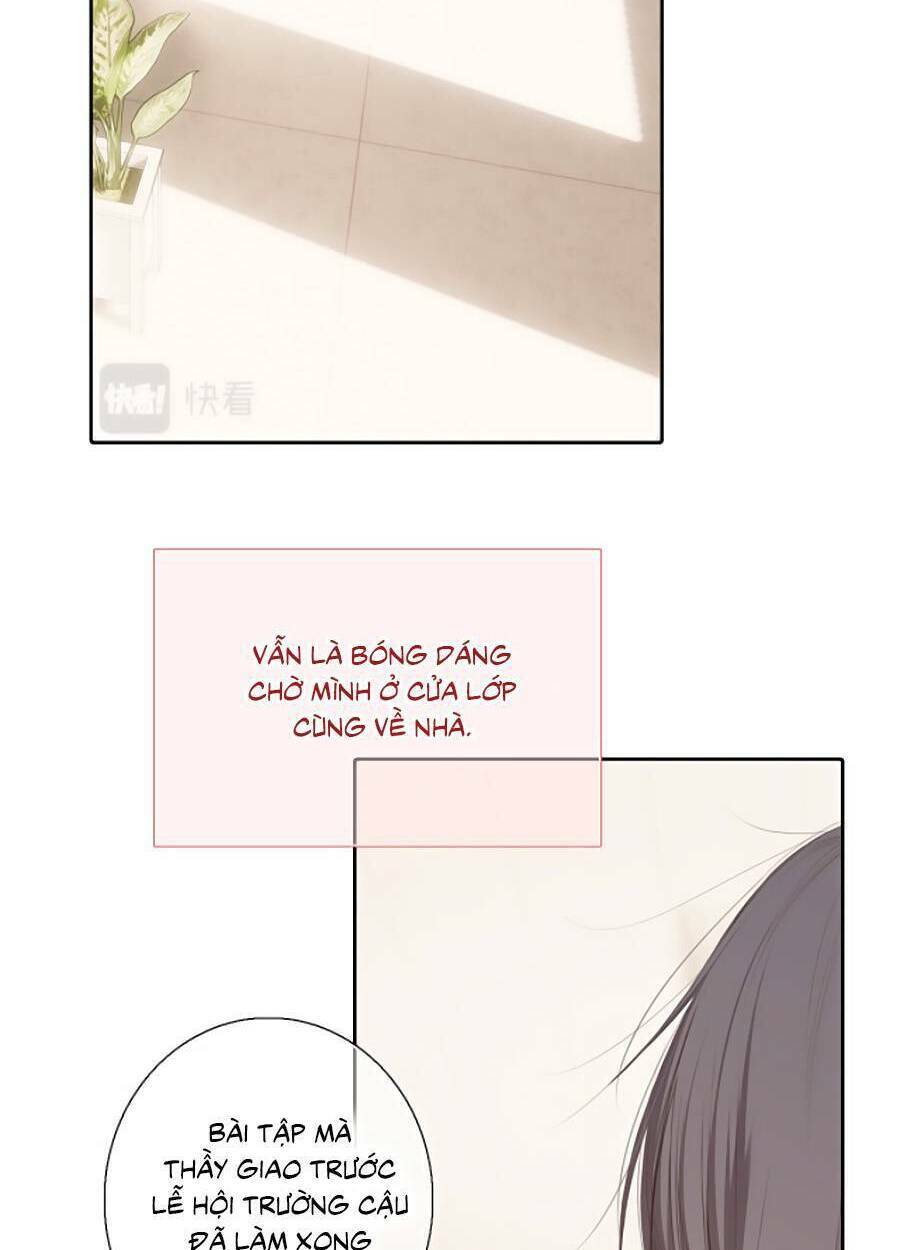 快看! 快看
VẪN LÀ BÓNG DÁNG
CHỜ MÌNH Ở CỬA LỚP
CÙNG VỀ NHÀ.
BÀI TẬP MÀ
THẦY GIAO TRƯỚC
LỄ HỘI TRƯỜNG CẬU
ĐÃ LÀM XONG